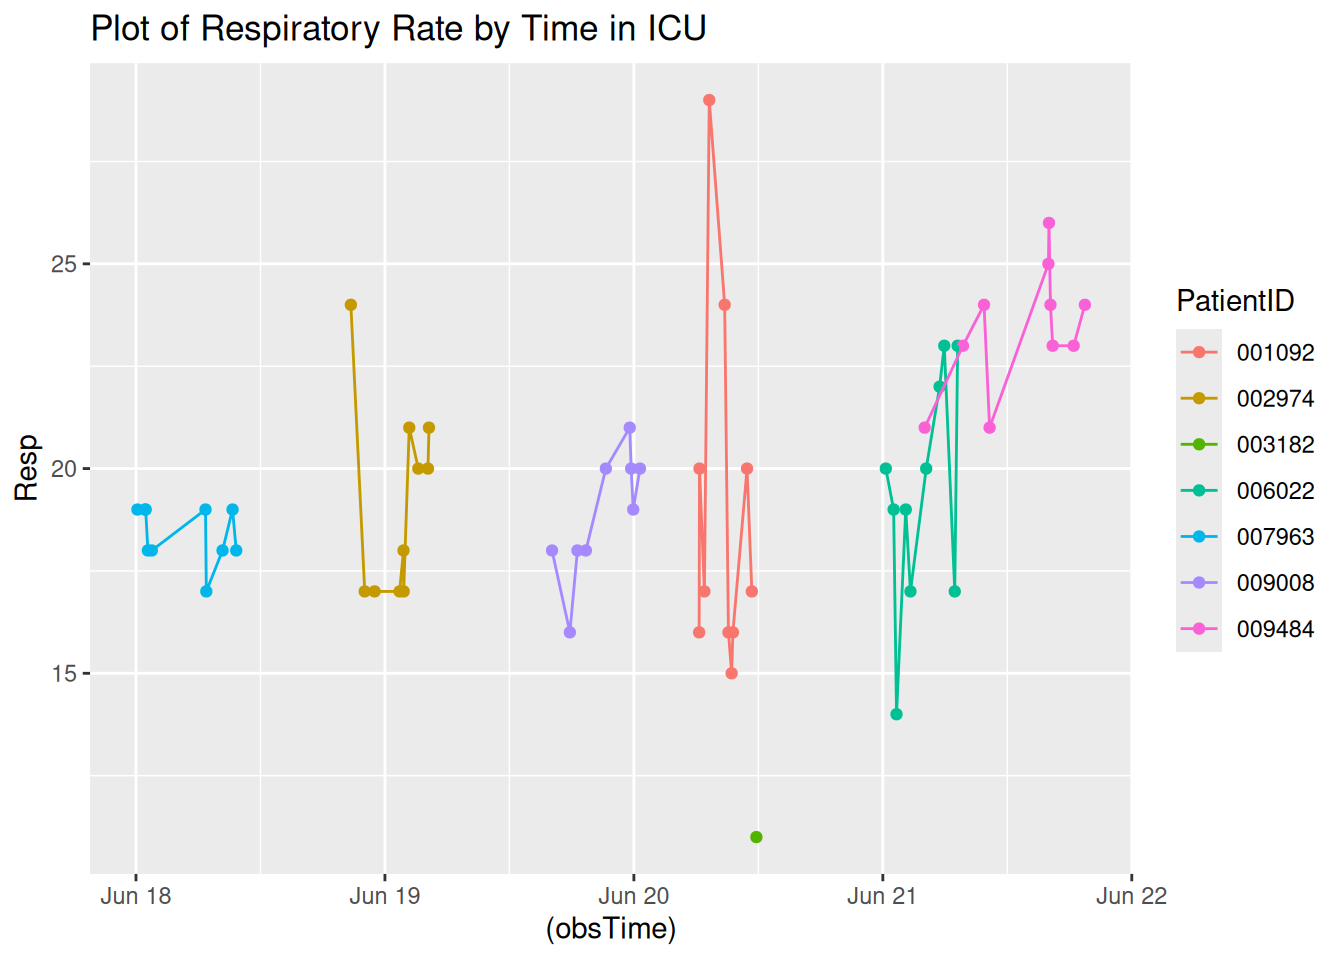 Plot of Respiratory Rate by Time in ICU
25
20
15
Resp
Jun 18
Jun 19
Jun 20
Jun 21
Jun 22
(obsTime)
PatientID
001092
002974
003182
006022
007963
009008
009484